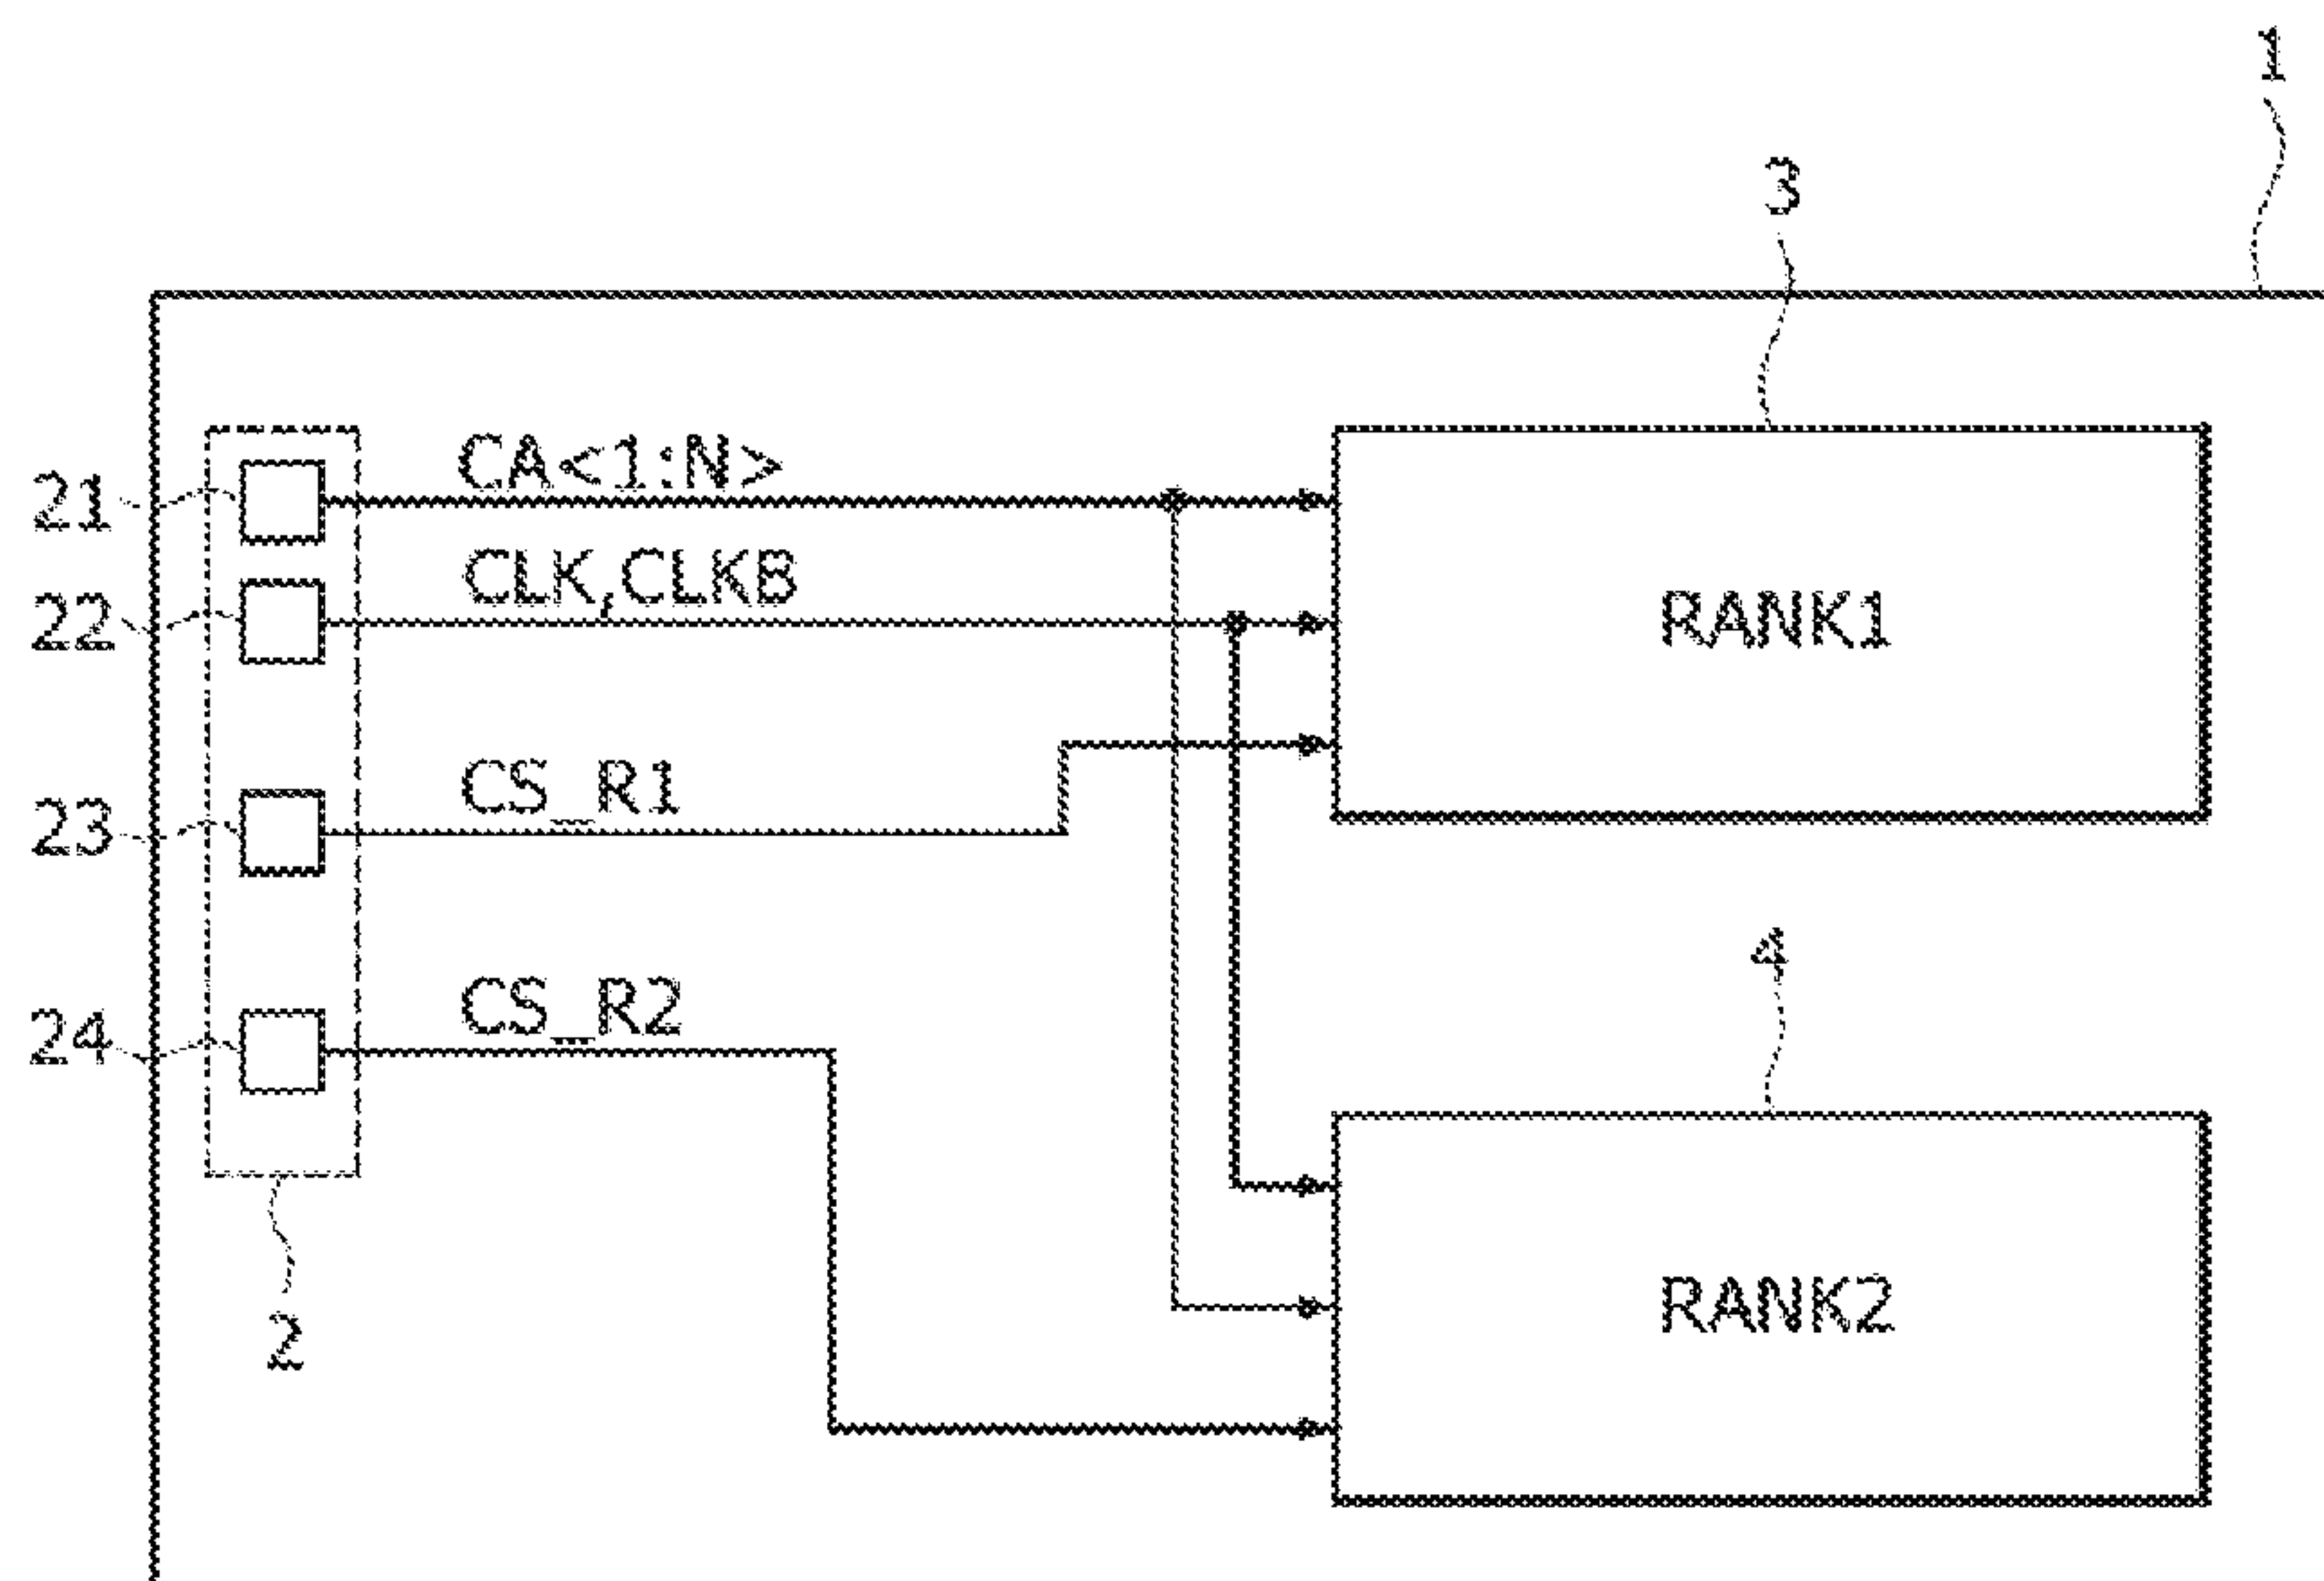 1
3
CA<1:N>
21
CLK,CLKB
22
RANK1
CS_R1
23
4
CS_R2
24
RANK2
2